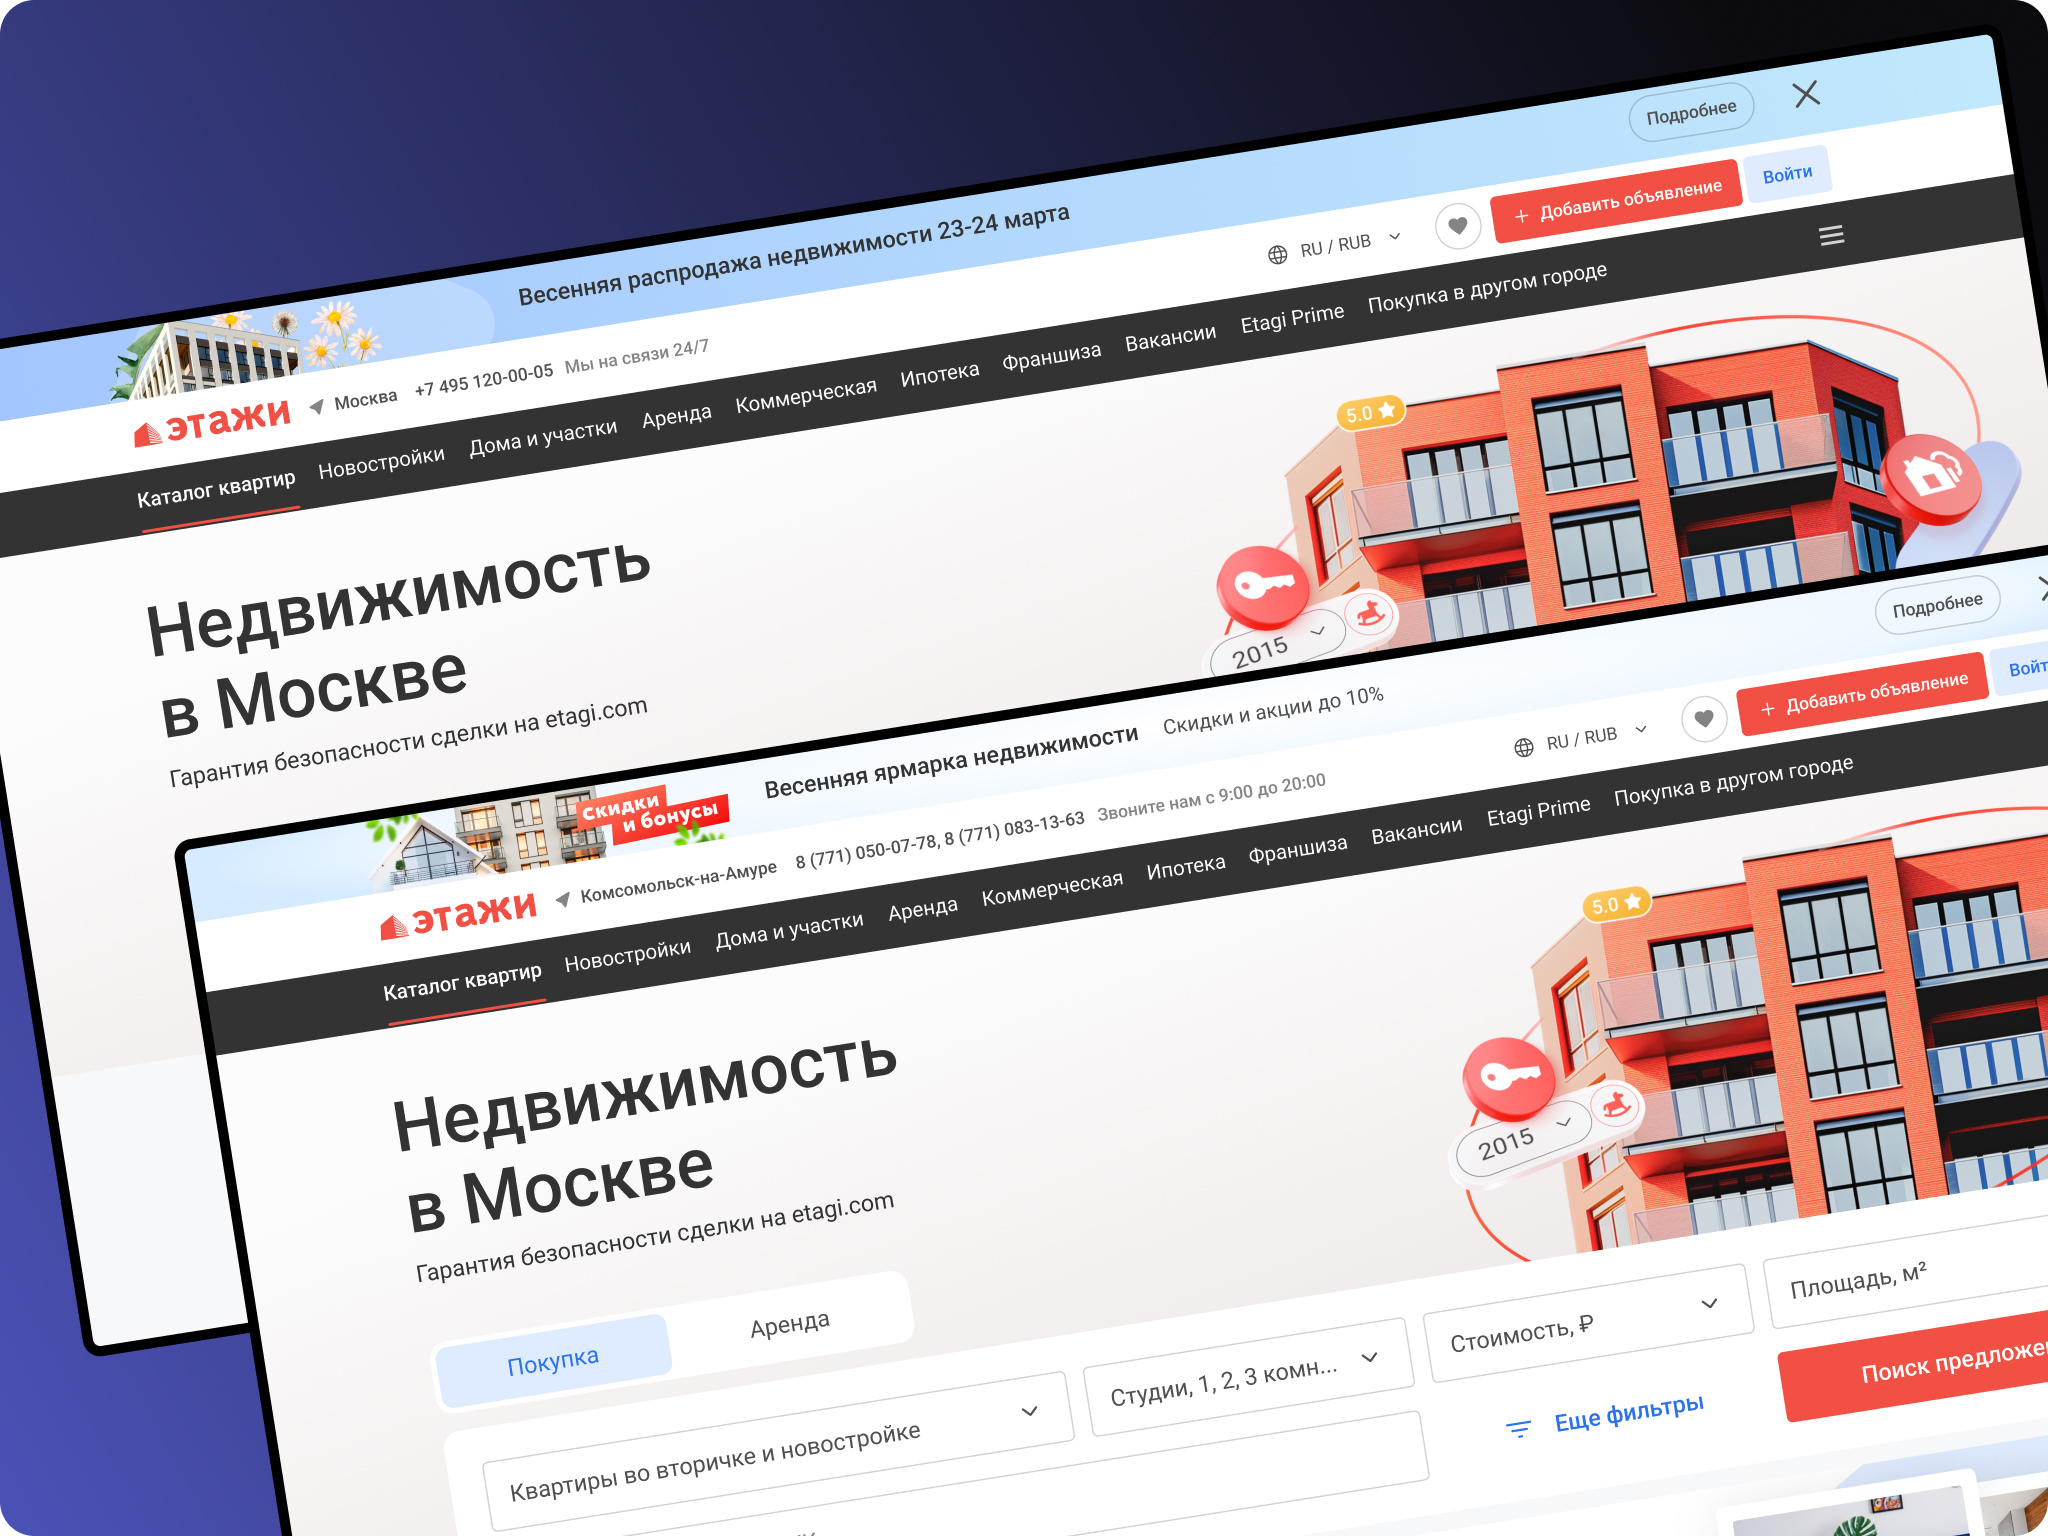 Весенняя распродажа недвижимости 23-24 марта
Подробнее
этажи
Москва
+7 495 120-00-05
Мы на связи 24/7
RU / RUB
+ Добавить объявление
Войти
Каталог квартир
Новостройки
Дома и участки
Аренда
Коммерческая
Ипотека
Франшиза
Вакансии
Etagi Prime
Покупка в другом городе
Недвижимость
в Москве
Гарантия безопасности сделки на etagi.com
5.0
2015
скидки
и бонусы
Весенняя ярмарка недвижимости
Скидки и акции до 10%
Подробнее
этажи
Комсомольск-на-Амуре
8 (771) 050-07-78, 8 (771) 083-13-63
Звоните нам с 9:00 до 20:00
RU / RUB
+ Добавить объявление
Каталог квартир
Новостройки
Дома и участки
Аренда
Коммерческая
Ипотека
Франшиза
Вакансии
Etagi Prime
Покупка в другом городе
Недвижимость
в Москве
Гарантия безопасности сделки на etagi.com
5.0
2015
Покупка
Аренда
Квартиры во вторичке и новостройке
Студии, 1, 2, 3 комн...
Стоимость, ₽
Площадь, м²
Еще фильтры
Поиск